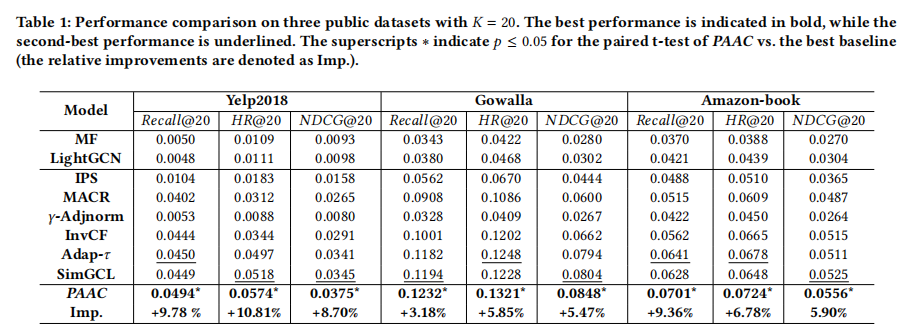 Table 1: Performance comparison on three public datasets with K = 20. The best performance is indicated in bold, while the
second-best performance is underlined. The superscripts * indicate p ≤ 0.05 for the paired t-test of PAAC vs. the best baseline
(the relative improvements are denoted as Imp.).
Model Yelp2018 Gowalla Amazon-book
Recall@20 HR@20 NDCG@20 Recall@20 HR@20 NDCG@20 Recall@20 HR@20 NDCG@20
MF 0.0050 0.0109 0.0093 0.0343 0.0422 0.0280 0.0370 0.0388 0.0270
LightGCN 0.0048 0.0111 0.0098 0.0380 0.0468 0.0302 0.0421 0.0439 0.0304
IPS 0.0104 0.0183 0.0158 0.0562 0.0670 0.0444 0.0488 0.0510 0.0365
MACR 0.0402 0.0312 0.0265 0.0908 0.1086 0.0600 0.0515 0.0609 0.0487
γ-Adjnorm 0.0053 0.0088 0.0080 0.0328 0.0409 0.0267 0.0422 0.0450 0.0264
InvCF 0.0444 0.0344 0.0291 0.1001 0.1202 0.0662 0.0562 0.0665 0.0515
Adap-τ 0.0450 0.0497 0.0341 0.1182 0.1248 0.0794 0.0641 0.0678 0.0511
SimGCL 0.0449 0.0518 0.0345 0.1194 0.1228 0.0804 0.0628 0.0648 0.0525
PAAC 0.0494* 0.0574* 0.0375* 0.1232* 0.1321* 0.0848* 0.0701* 0.0724* 0.0556*
Imp. +9.78 % +10.81% +8.70% +3.18% +5.85% +5.47% +9.36% +6.78% 5.90%